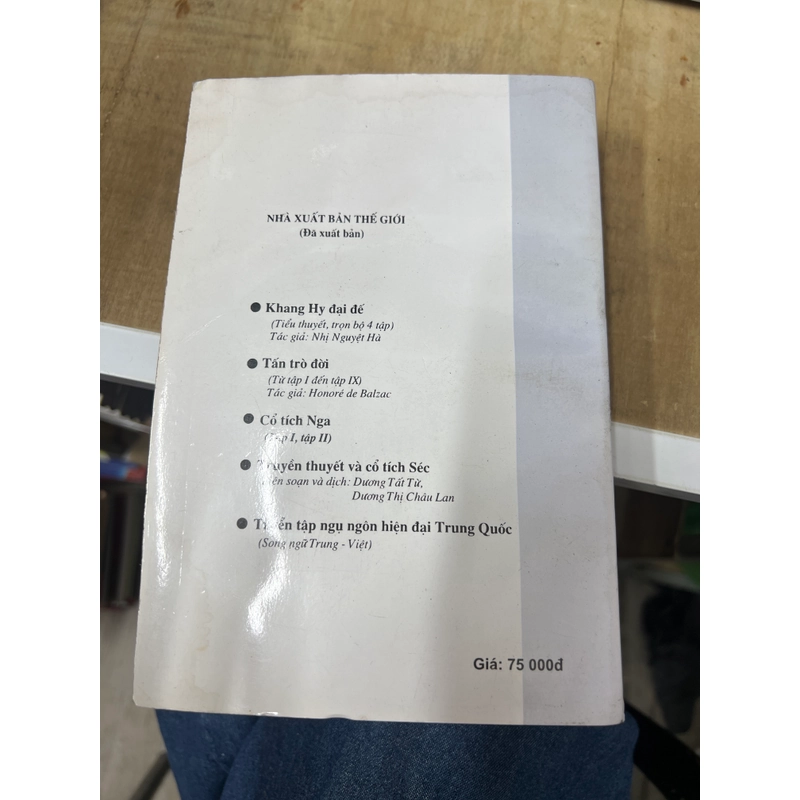 NHÀ XUẤT BẢN THẾ GIỚI
(Đã xuất bản)
● Khang Hy đại đế
(Tiểu thuyết, trọn bộ 4 tập)
Tác giả: Nhị Nguyệt Hà
● Tấn trò đời
(Từ tập I đến tập IX)
Tác giả: Honoré de Balzac
● Cổ tích Nga
(Tập I, tập II)
● Truyền thuyết và cổ tích Séc
Biên soạn và dịch: Dương Tất Từ,
Dương Thị Châu Lan
● Tuyển tập ngụ ngôn hiện đại Trung Quốc
(Song ngữ Trung - Việt)
Giá: 75 000đ